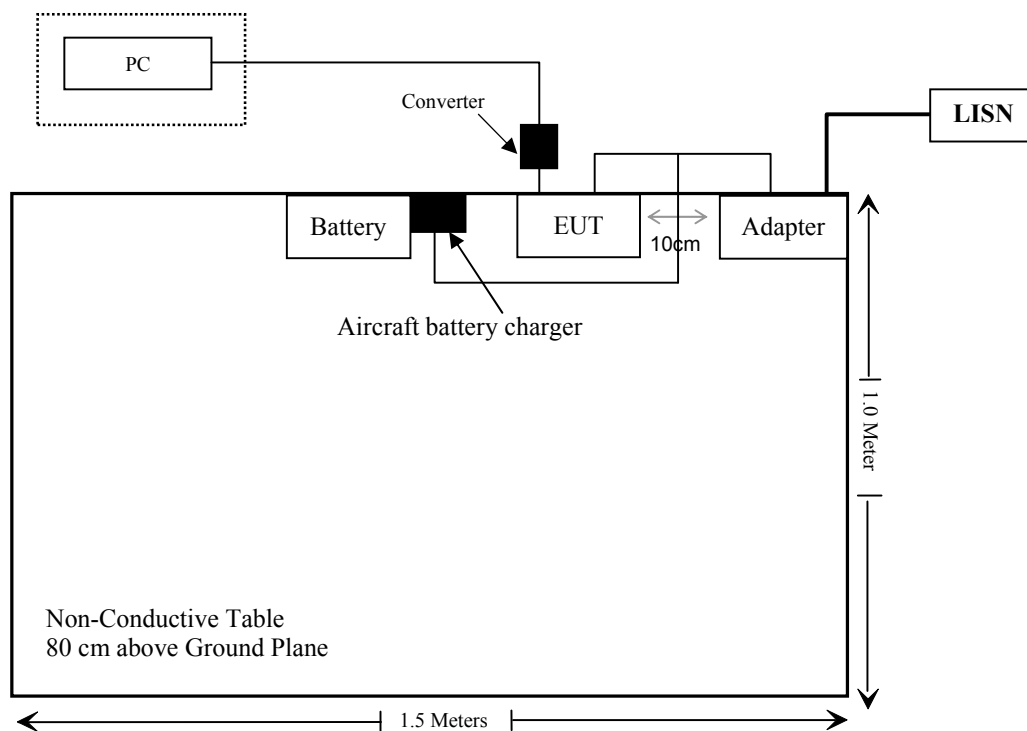 PC
Converter
LISN
Battery
EUT
10cm
Adapter
Aircraft battery charger
1.0 Meter
Non-Conductive Table
80 cm above Ground Plane
1.5 Meters